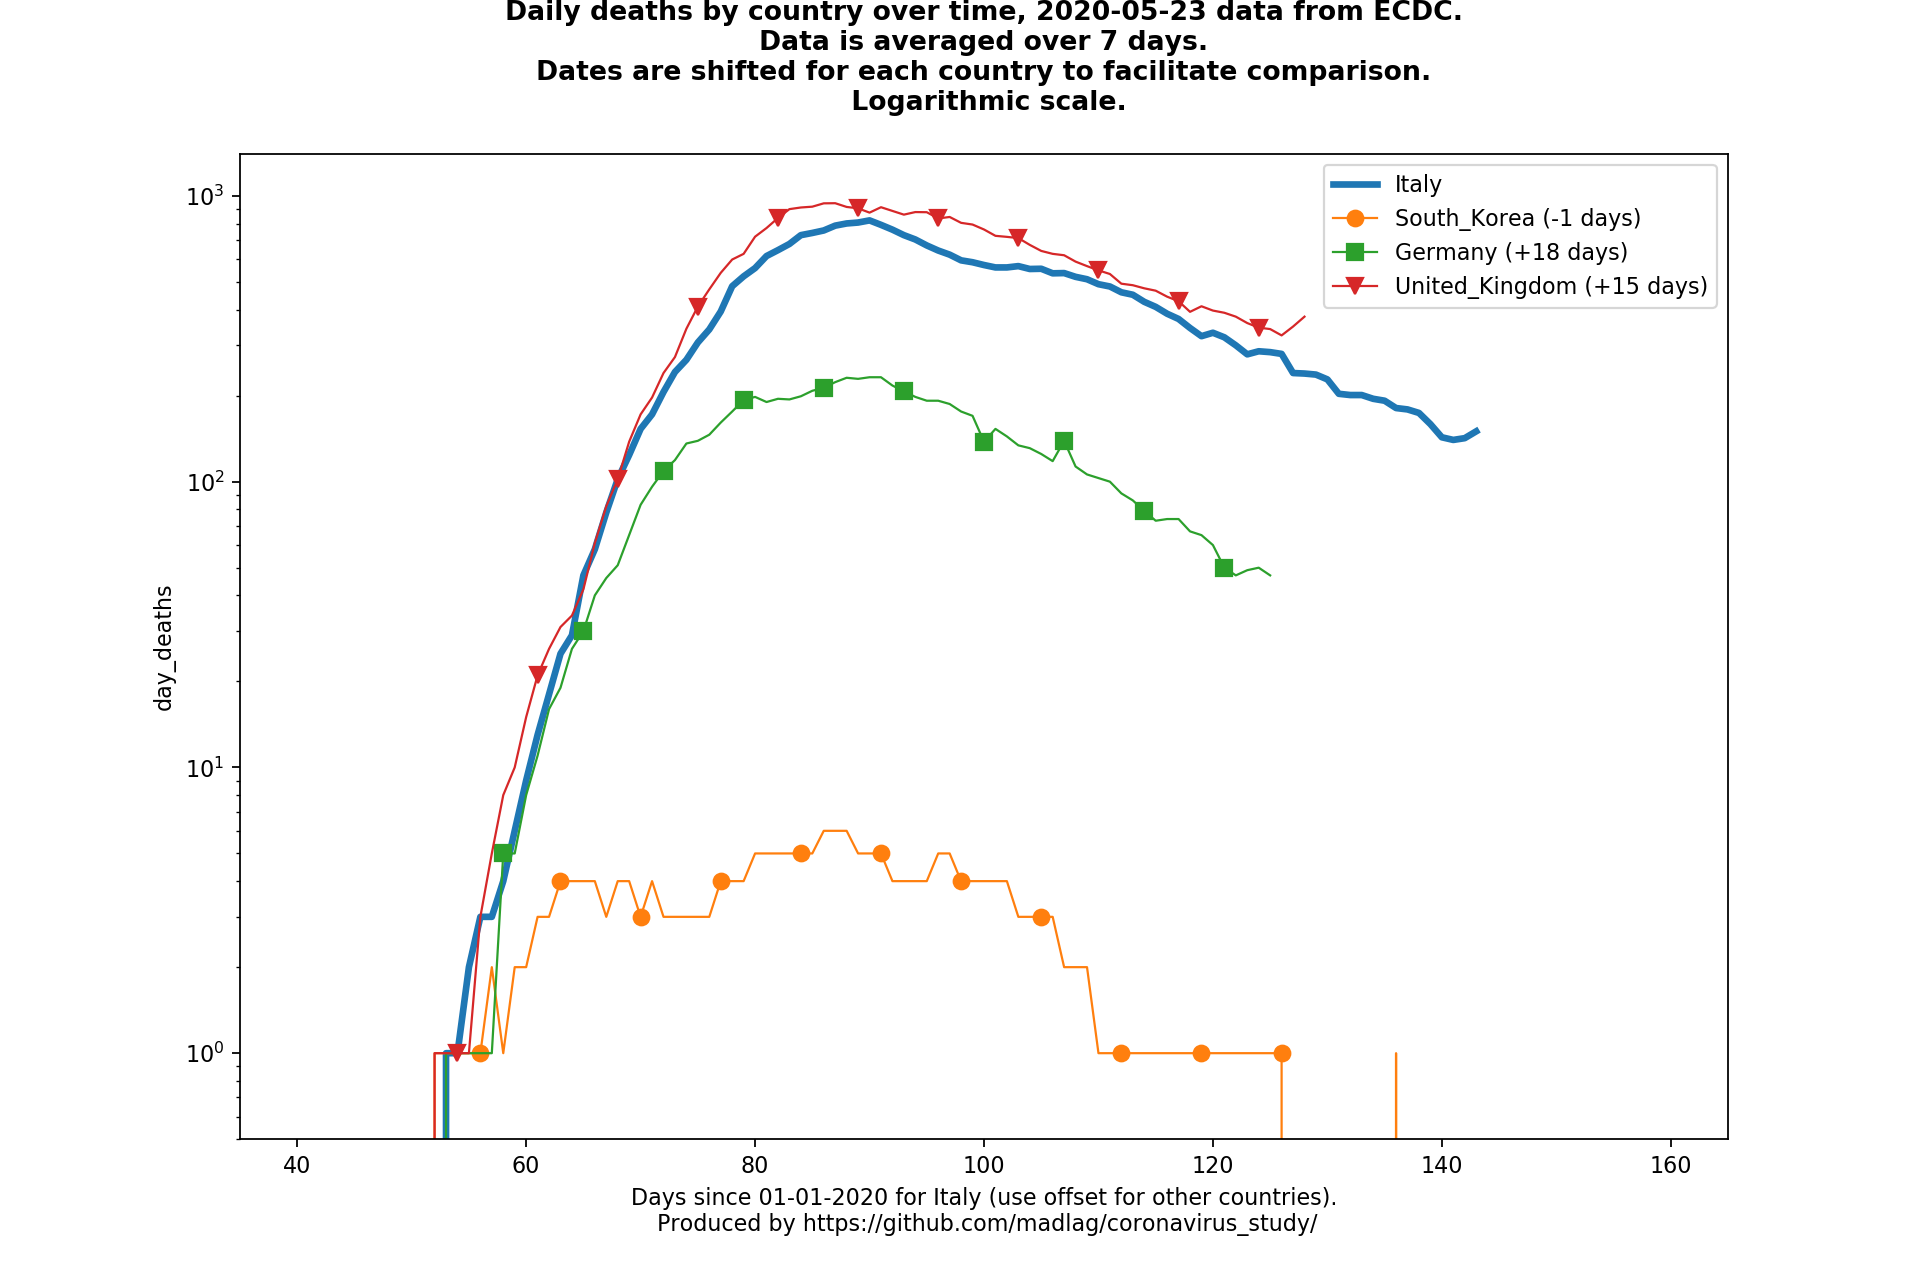 Daily deaths by country over time, 2020-05-23 data from ECDC.
Data is averaged over 7 days.
Dates are shifted for each country to facilitate comparison.
Logarithmic scale.
Italy
South_Korea (-1 days)
Germany (+18 days)
United_Kingdom (+15 days)
10³
10²
10¹
10⁰
day_deaths
40 60 80 100 120 140 160
Days since 01-01-2020 for Italy (use offset for other countries).
Produced by https://github.com/madlag/coronavirus_study/